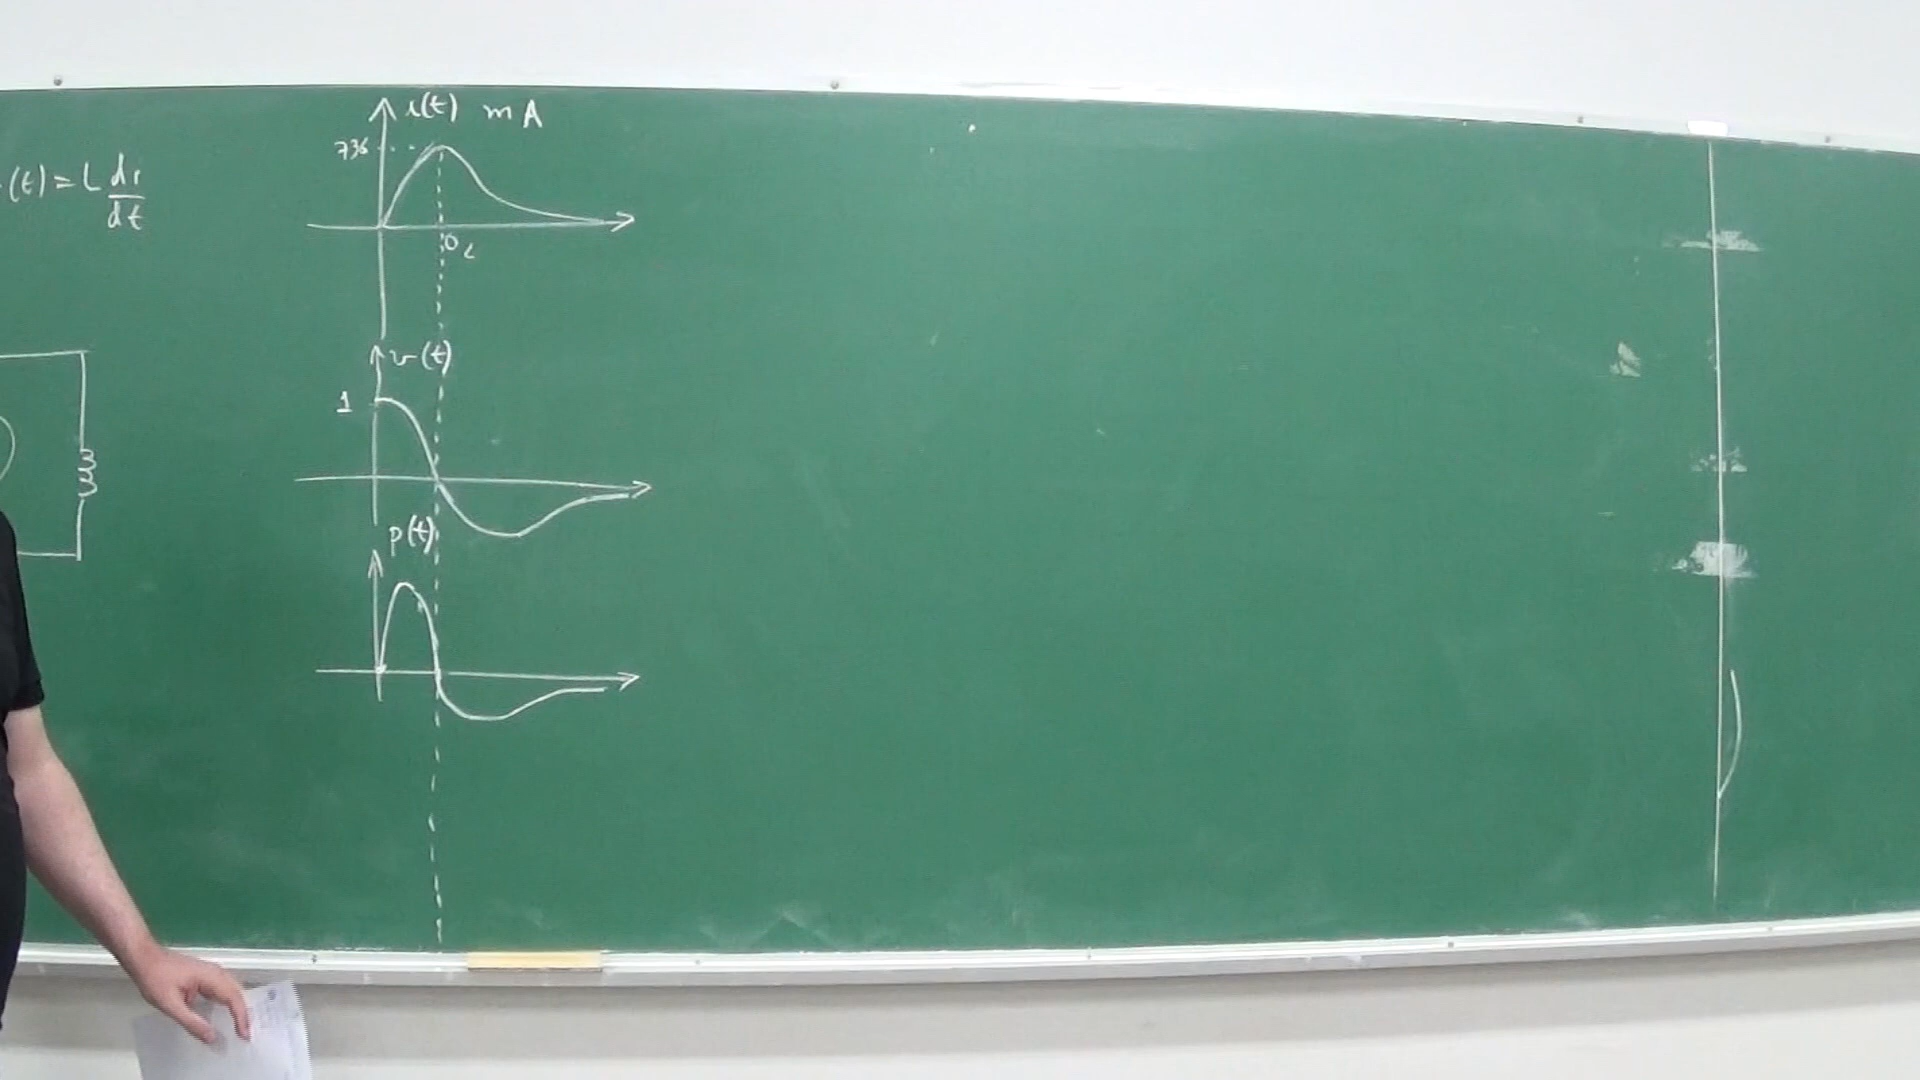 (t) = L di/dt
i(t) mA
736
0,2
v(t)
1
p(t)